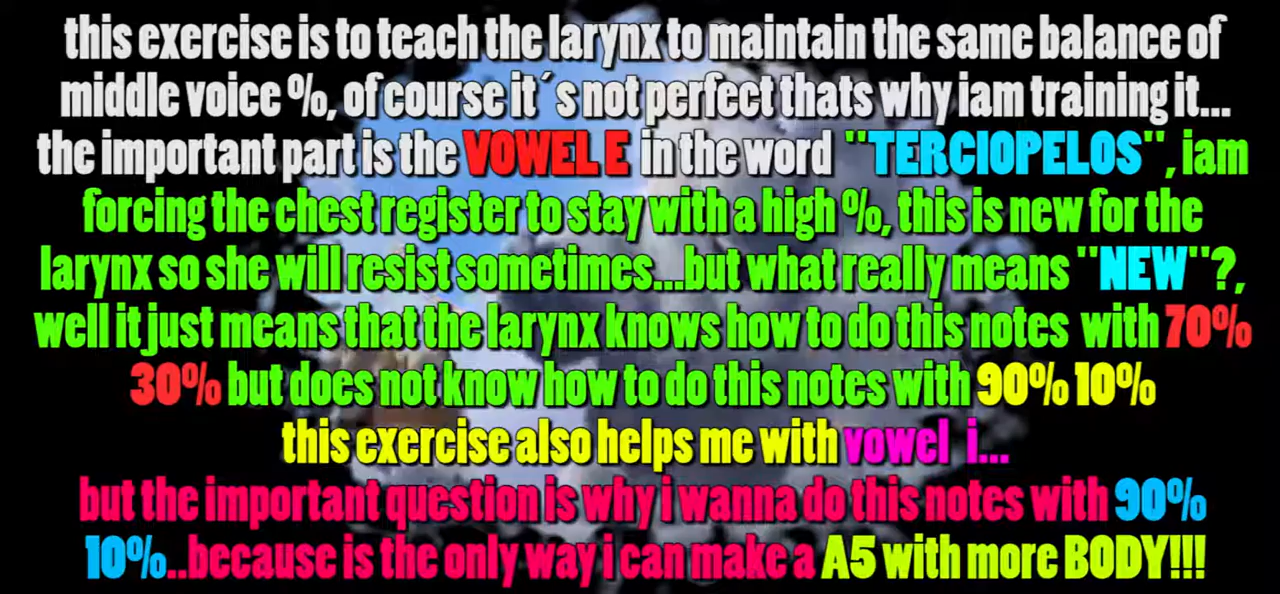 this exercise is to teach the larynx to maintain the same balance of
middle voice %, of course it´s not perfect thats why iam training it...
the important part is the VOWEL E in the word "TERCIOPELOS", iam
forcing the chest register to stay with a high %, this is new for the
larynx so she will resist sometimes...but what really means "NEW"?,
well it just means that the larynx knows how to do this notes with 70%
30% but does not know how to do this notes with 90% 10%
this exercise also helps me with vowel i...
but the important question is why i wanna do this notes with 90%
10%..because is the only way i can make a A5 with more BODY!!!